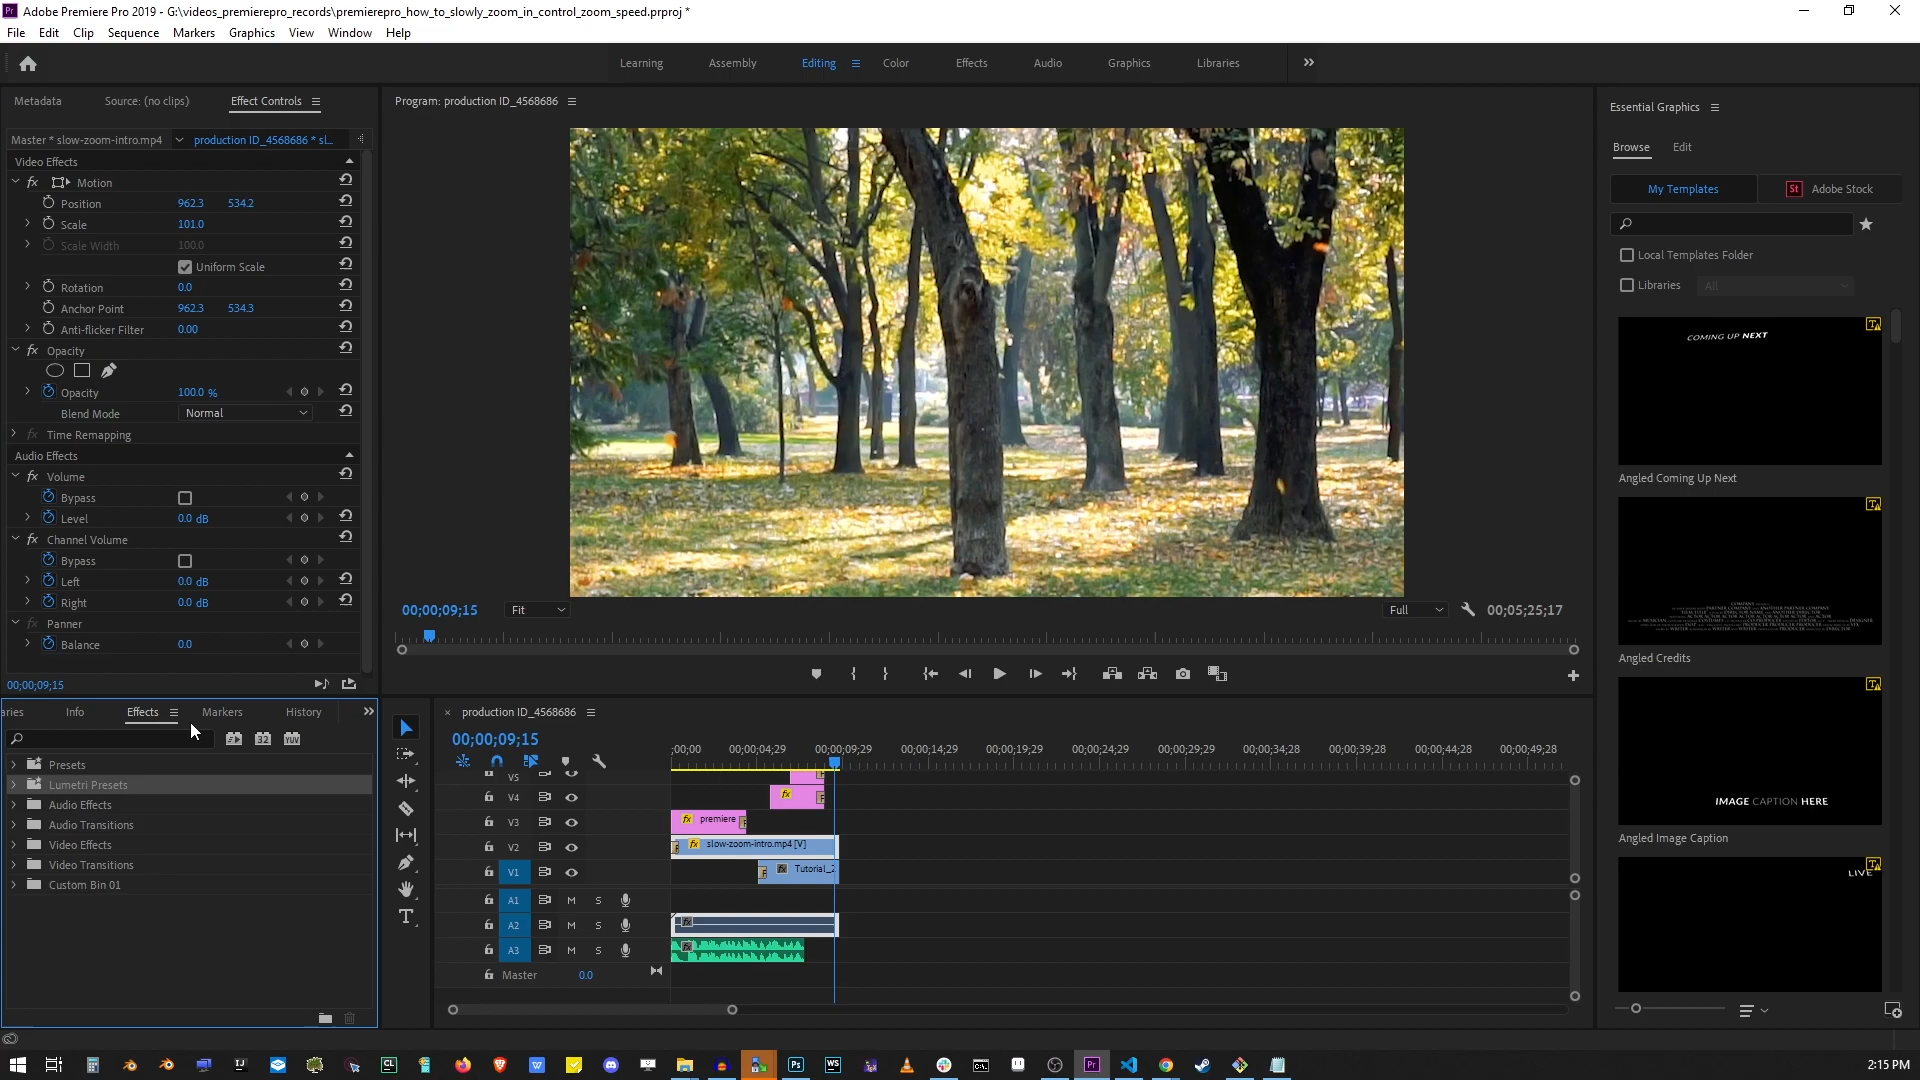 Adobe Premiere Pro 2019 - G:\videos_premierepro_records\premierepro_how_to_slowly_zoom_in_control_zoom_speed.prproj *
File Edit Clip Sequence Markers Graphics View Window Help
Learning Assembly Editing Color Effects Audio Graphics Libraries
Metadata Source: (no clips) Effect Controls
Master * slow-zoom-intro.mp4 production ID_4568686 * sl...
Video Effects
fx Motion
Position 962.3 534.2
Scale 101.0
Scale Width 100.0
Uniform Scale
Rotation 0.0
Anchor Point 962.3 534.3
Anti-flicker Filter 0.00
fx Opacity
Opacity 100.0 %
Blend Mode Normal
fx Time Remapping
Audio Effects
fx Volume
Bypass
Level 0.0 dB
fx Channel Volume
Bypass
Left 0.0 dB
Right 0.0 dB
fx Panner
Balance 0.0
00;00;09;15
Program: production ID_4568686
00;00;09;15 Fit Full 00;05;25;17
Essential Graphics
Browse Edit
My Templates St Adobe Stock
Local Templates Folder
Libraries All
COMING UP NEXT
Angled Coming Up Next
Angled Credits
IMAGE CAPTION HERE
Angled Image Caption
LIVE
aries Info Effects Markers History
32 YUV
Presets
Lumetri Presets
Audio Effects
Audio Transitions
Video Effects
Video Transitions
Custom Bin 01
production ID_4568686
00;00;09;15
;00;00 00;00;04;29 00;00;09;29 00;00;14;29 00;00;19;29 00;00;24;29 00;00;29;29 00;00;34;28 00;00;39;28 00;00;44;28 00;00;49;28
V5
V4 fx
V3 fx premiere
V2 fx slow-zoom-intro.mp4 [V]
V1 fx Tutorial_2
A1 M S
A2 M S fx
A3 M S fx
Master 0.0
2:15 PM